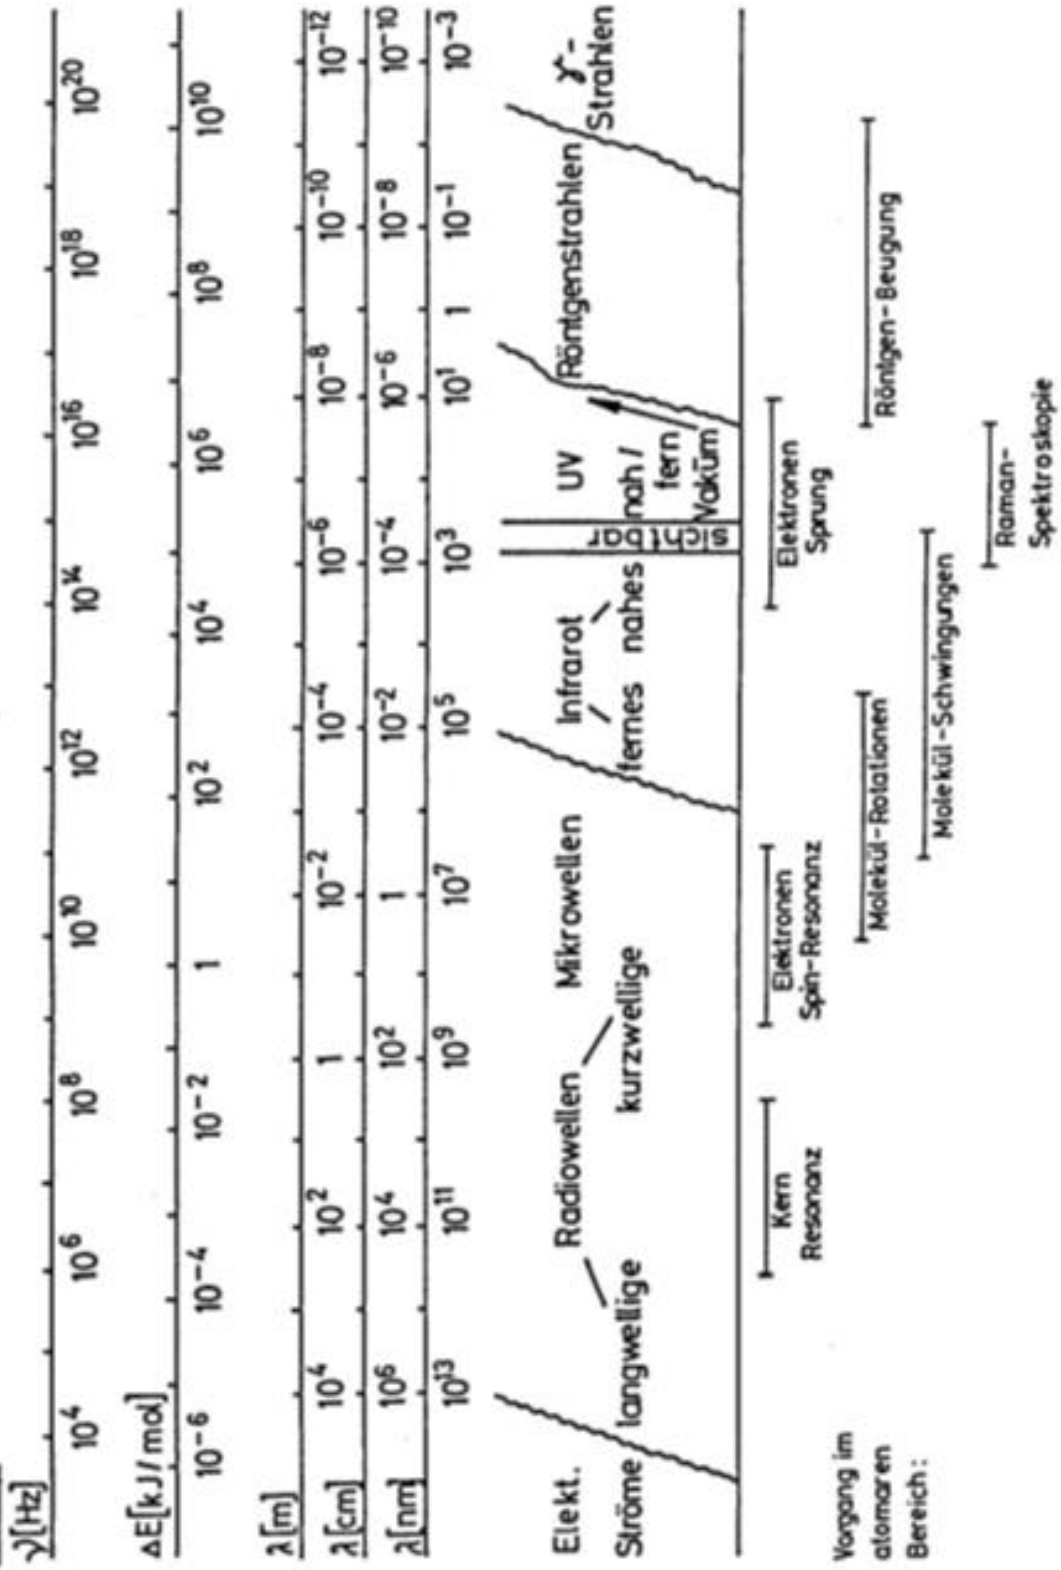 ν[Hz]
10⁴ 10⁶ 10⁸ 10¹⁰ 10¹² 10¹⁴ 10¹⁶ 10¹⁸ 10²⁰
ΔE[kJ/mol]
10⁻⁶ 10⁻⁴ 10⁻² 1 10² 10⁴ 10⁶ 10⁸ 10¹⁰
λ[m]
10⁴ 10² 1 10⁻² 10⁻⁴ 10⁻⁶ 10⁻⁸ 10⁻¹⁰ 10⁻¹²
λ[cm]
10⁶ 10⁴ 10² 1 10⁻² 10⁻⁴ 10⁻⁶ 10⁻⁸ 10⁻¹⁰
λ[nm]
10¹³ 10¹¹ 10⁹ 10⁷ 10⁵ 10³ 10¹ 1 10⁻¹ 10⁻³
Elekt.
Ströme
Radiowellen
langwellige
kurzwellige
Mikrowellen
Infrarot
fernes nahes
sichtbar
UV
nah/
fern
Vakūm
Röntgenstrahlen
γ-
Strahlen
Vorgang im
atomaren
Bereich:
Kern
Resonanz
Elektronen
Spin-Resonanz
Molekül-Rotationen
Molekül-Schwingungen
Elektronen
Sprung
Raman-
Spektroskopie
Röntgen-Beugung